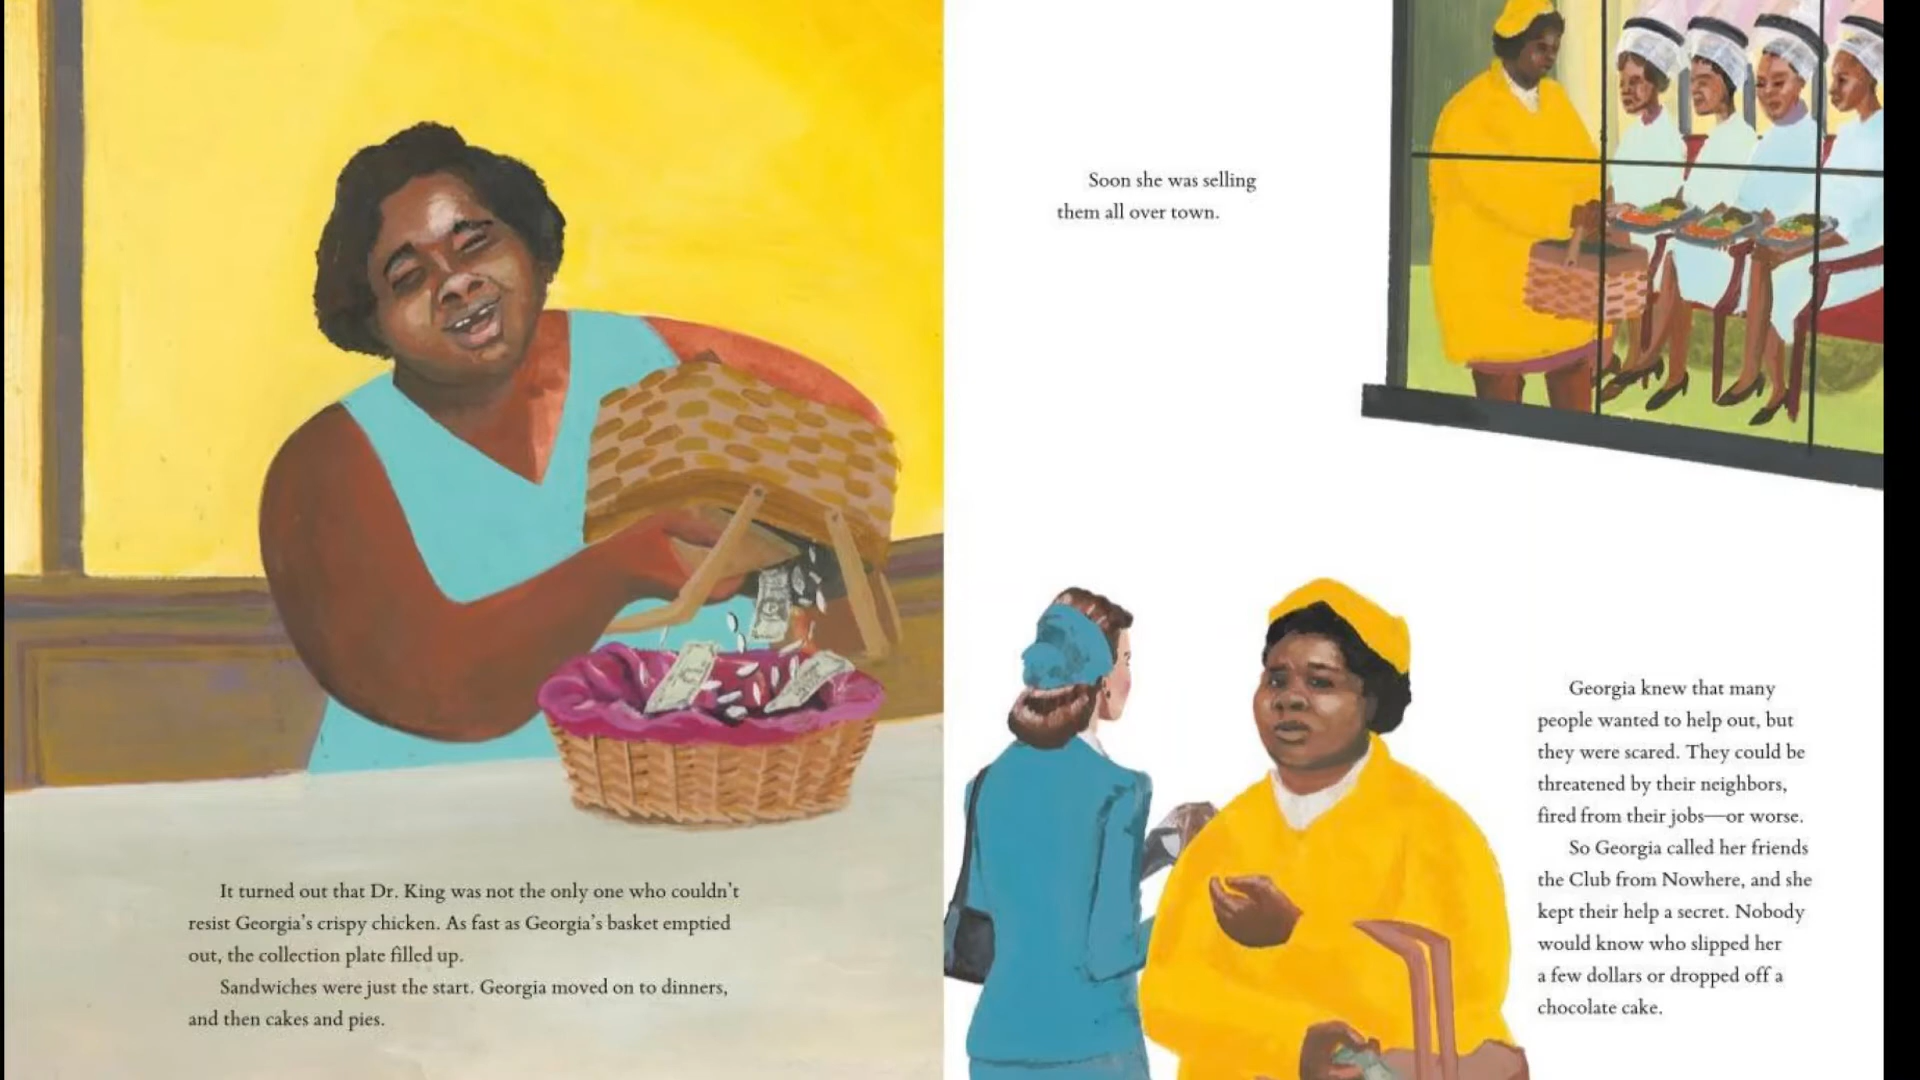 It turned out that Dr. King was not the only one who couldn't
resist Georgia's crispy chicken. As fast as Georgia's basket emptied
out, the collection plate filled up.
Sandwiches were just the start. Georgia moved on to dinners,
and then cakes and pies.
Soon she was selling
them all over town.
Georgia knew that many
people wanted to help out, but
they were scared. They could be
threatened by their neighbors,
fired from their jobs—or worse.
So Georgia called her friends
the Club from Nowhere, and she
kept their help a secret. Nobody
would know who slipped her
a few dollars or dropped off a
chocolate cake.